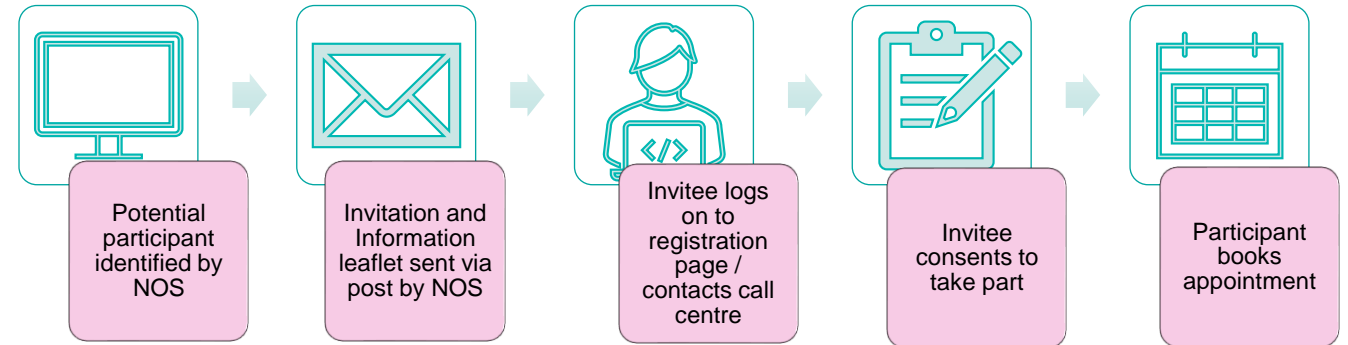 </>
Potential
participant
identified by
NOS
Invitation and
Information
leaflet sent via
post by NOS
Invitee logs
on to
registration
page /
contacts call
centre
Invitee
consents to
take part
Participant
books
appointment